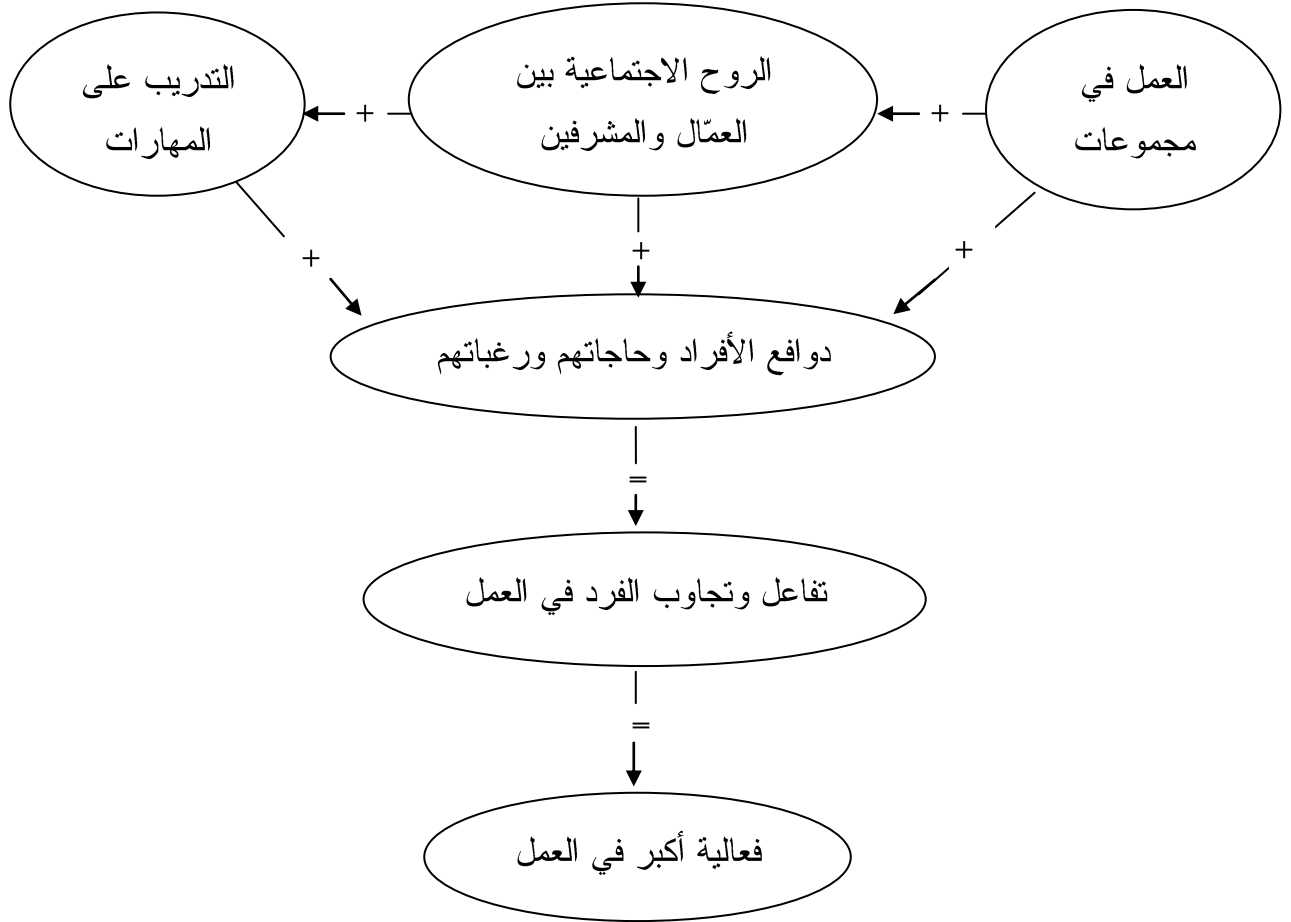 العمل في
مجموعات
+
الروح الاجتماعية بين
العمّال والمشرفين
+
التدريب على
المهارات
+
+
+
دوافع الأفراد وحاجاتهم ورغباتهم
=
تفاعل وتجاوب الفرد في العمل
=
فعالية أكبر في العمل